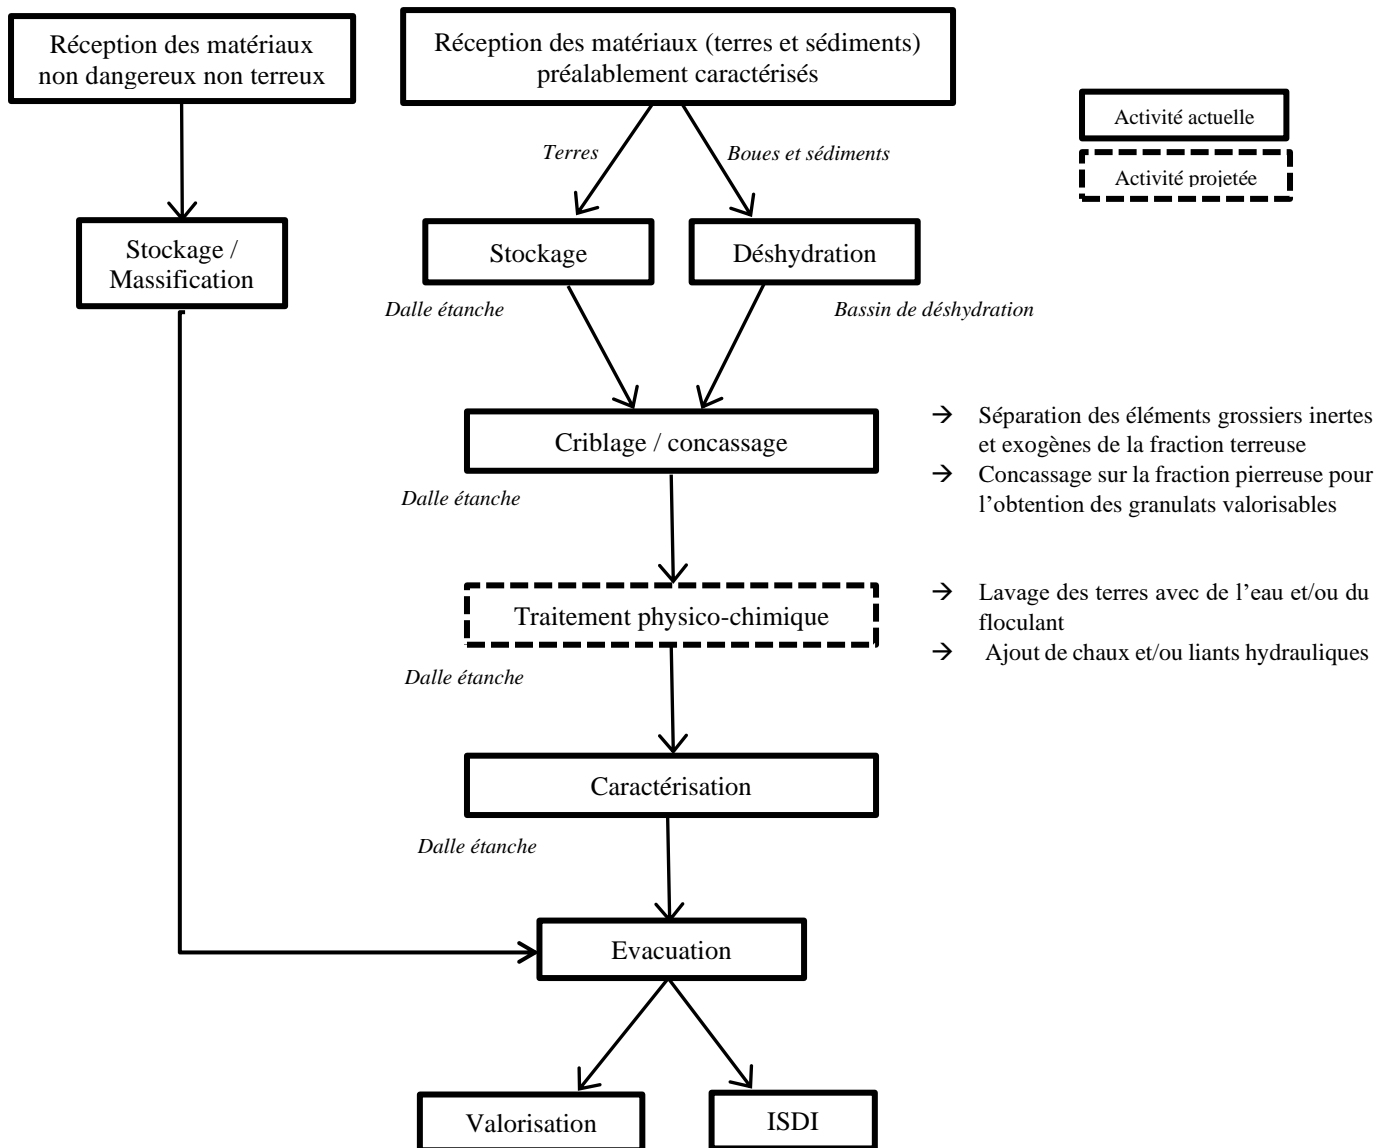 Réception des matériaux
non dangereux non terreux
Réception des matériaux (terres et sédiments)
préalablement caractérisés
Activité actuelle
Activité projetée
Terres
Boues et sédiments
Stockage /
Massification
Stockage
Déshydration
Dalle étanche
Bassin de déshydration
Criblage / concassage
Dalle étanche
→ Séparation des éléments grossiers inertes
et exogènes de la fraction terreuse
→ Concassage sur la fraction pierreuse pour
l’obtention des granulats valorisables
Traitement physico-chimique
Dalle étanche
→ Lavage des terres avec de l’eau et/ou du
floculant
→ Ajout de chaux et/ou liants hydrauliques
Caractérisation
Dalle étanche
Evacuation
Valorisation
ISDI